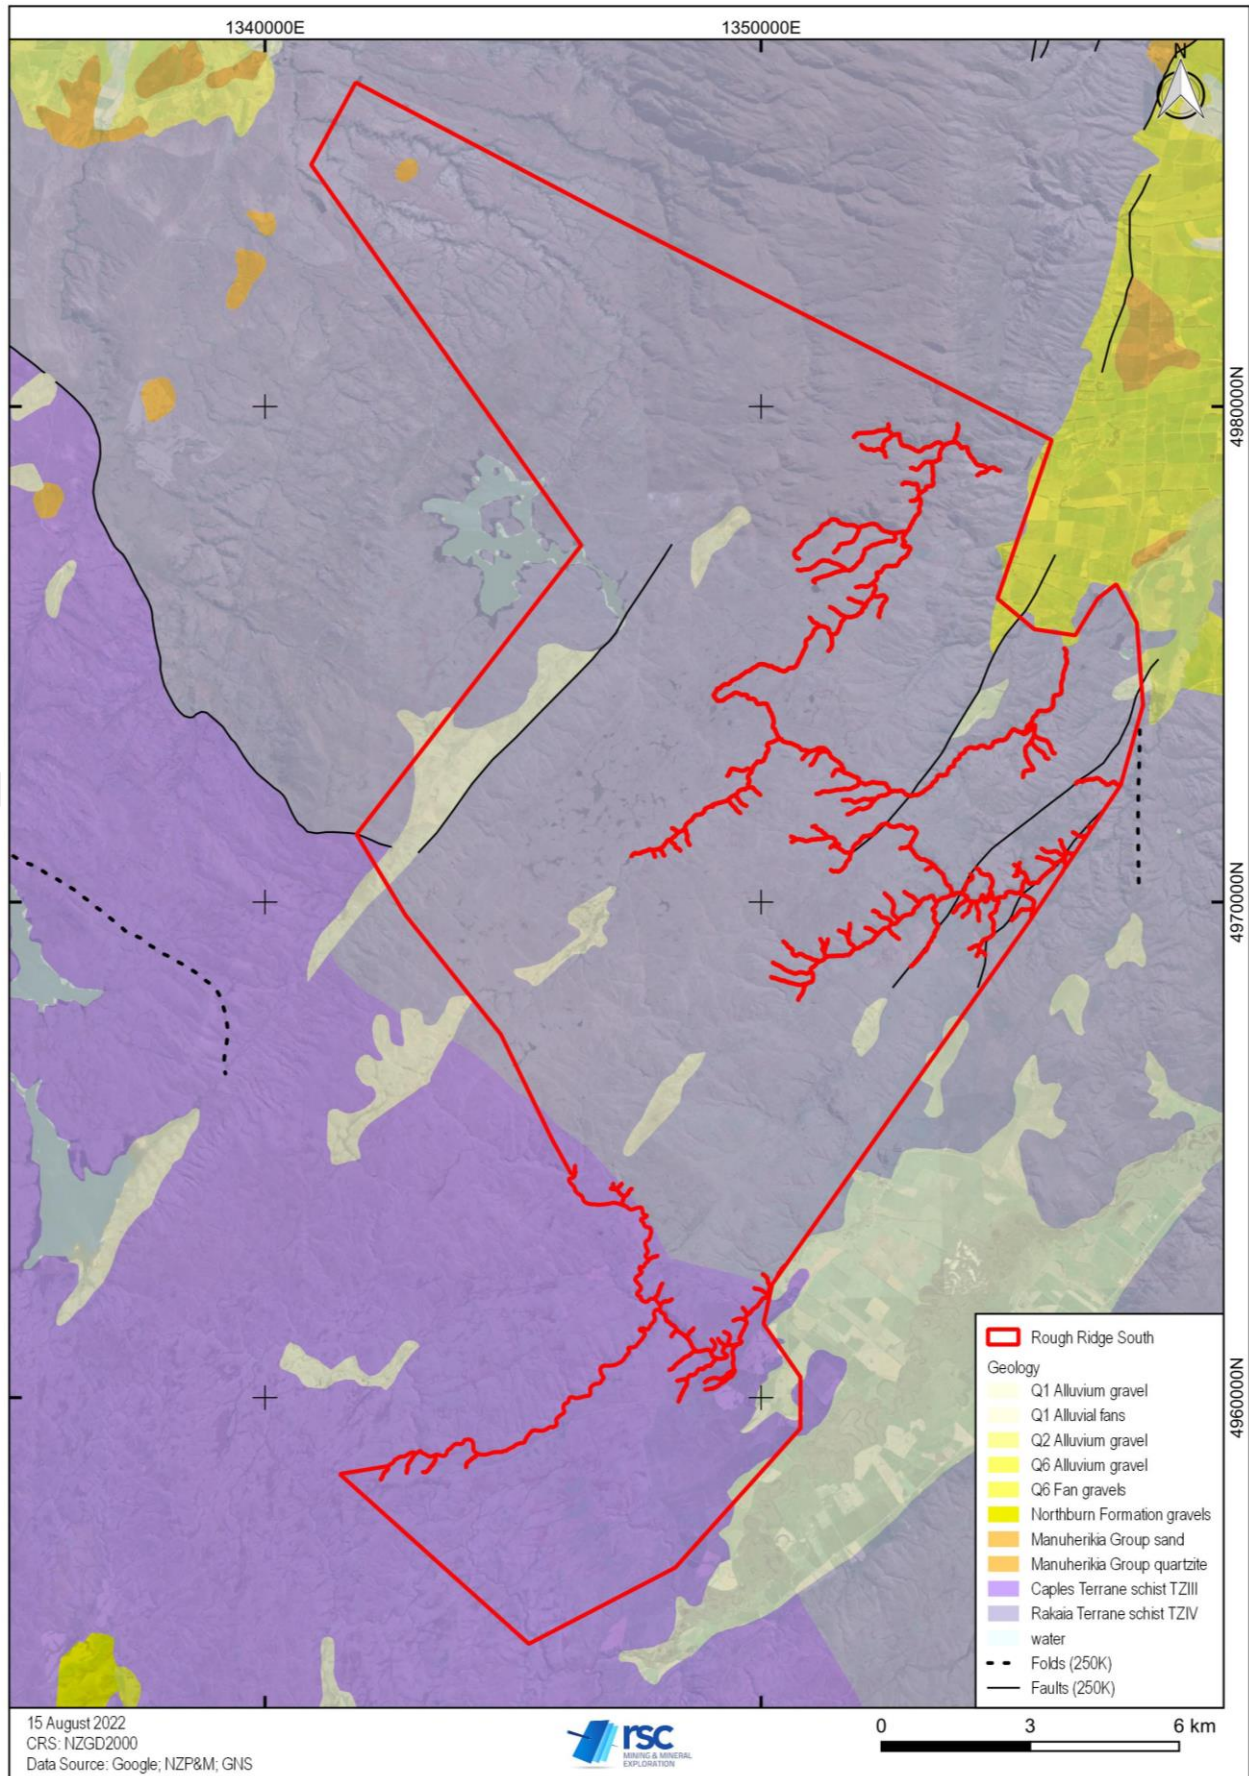 1340000E
1350000E
N
4980000N
4970000N
4960000N
Rough Ridge South
Geology
Q1 Alluvium gravel
Q1 Alluvial fans
Q2 Alluvium gravel
Q6 Alluvium gravel
Q6 Fan gravels
Northburn Formation gravels
Manuherikia Group sand
Manuherikia Group quartzite
Caples Terrane schist TZIII
Rakaia Terrane schist TZIV
water
Folds (250K)
Faults (250K)
15 August 2022
CRS: NZGD2000
Data Source: Google; NZP&M; GNS
rsc
MINING & MINERAL
EXPLORATION
0 3 6 km